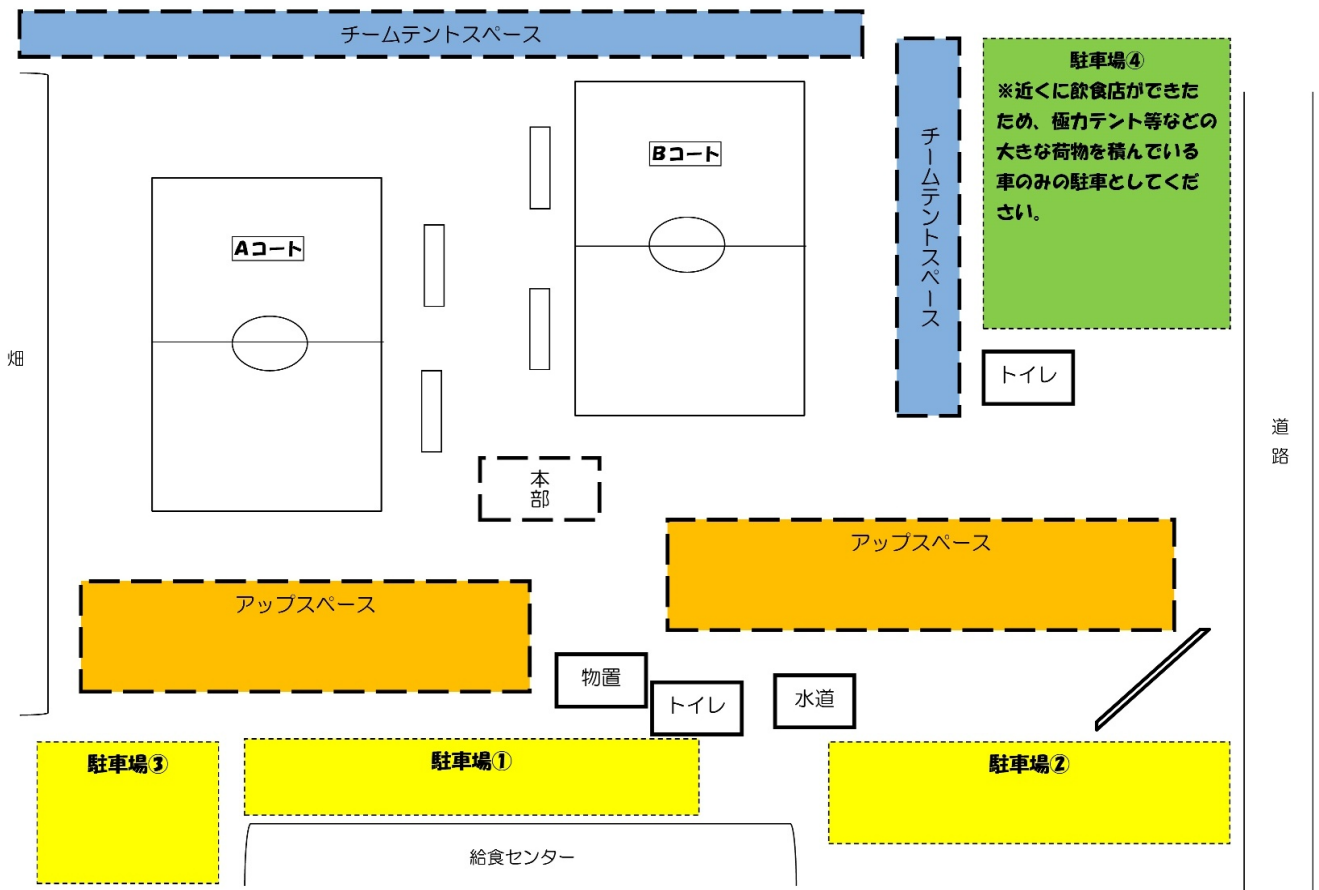 チームテントスペース
駐車場④
※近くに飲食店ができた
ため、極力テント等などの
大きな荷物を積んでいる
車のみの駐車としてくだ
さい。
チームテントスペース
Bコート
Aコート
畑
トイレ
道路
本部
アップスペース
アップスペース
物置
トイレ
水道
駐車場③
駐車場①
駐車場②
給食センター